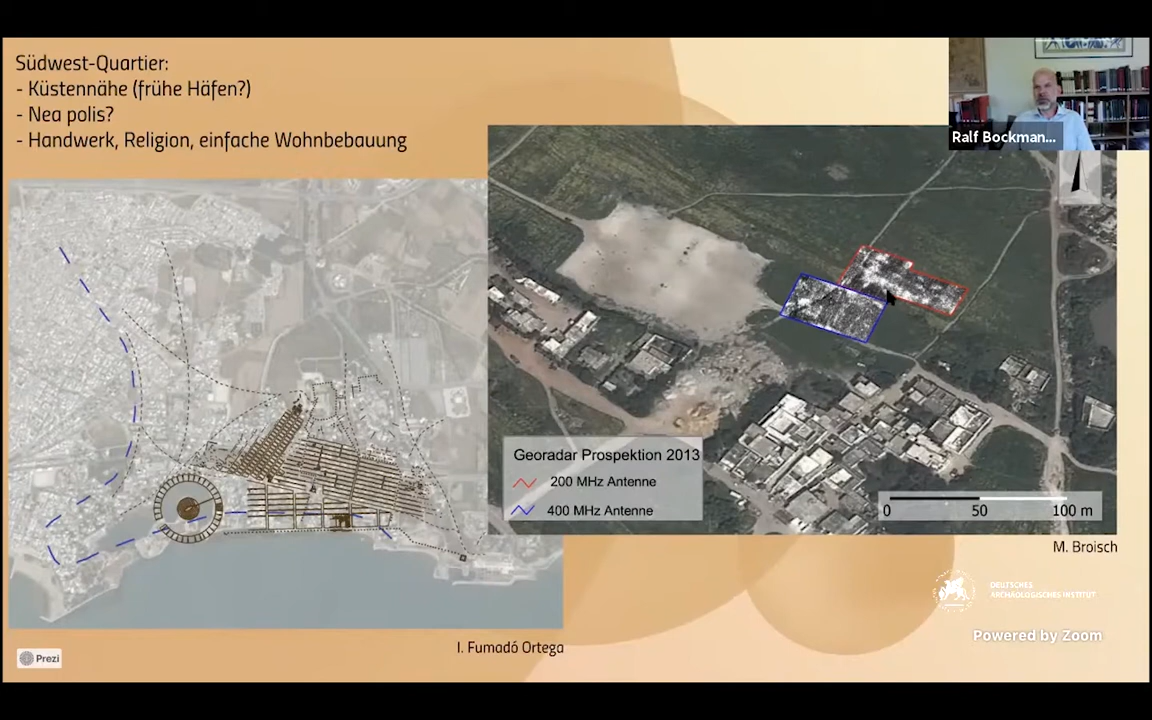 Südwest-Quartier:
- Küstennähe (frühe Häfen?)
- Nea polis?
- Handwerk, Religion, einfache Wohnbebauung
Ralf Bockman...
Georadar Prospektion 2013
200 MHz Antenne
400 MHz Antenne
0 50 100 m
M. Broisch
DEUTSCHES
ARCHÄOLOGISCHES INSTITUT
Powered by Zoom
I. Fumadó Ortega
Prezi